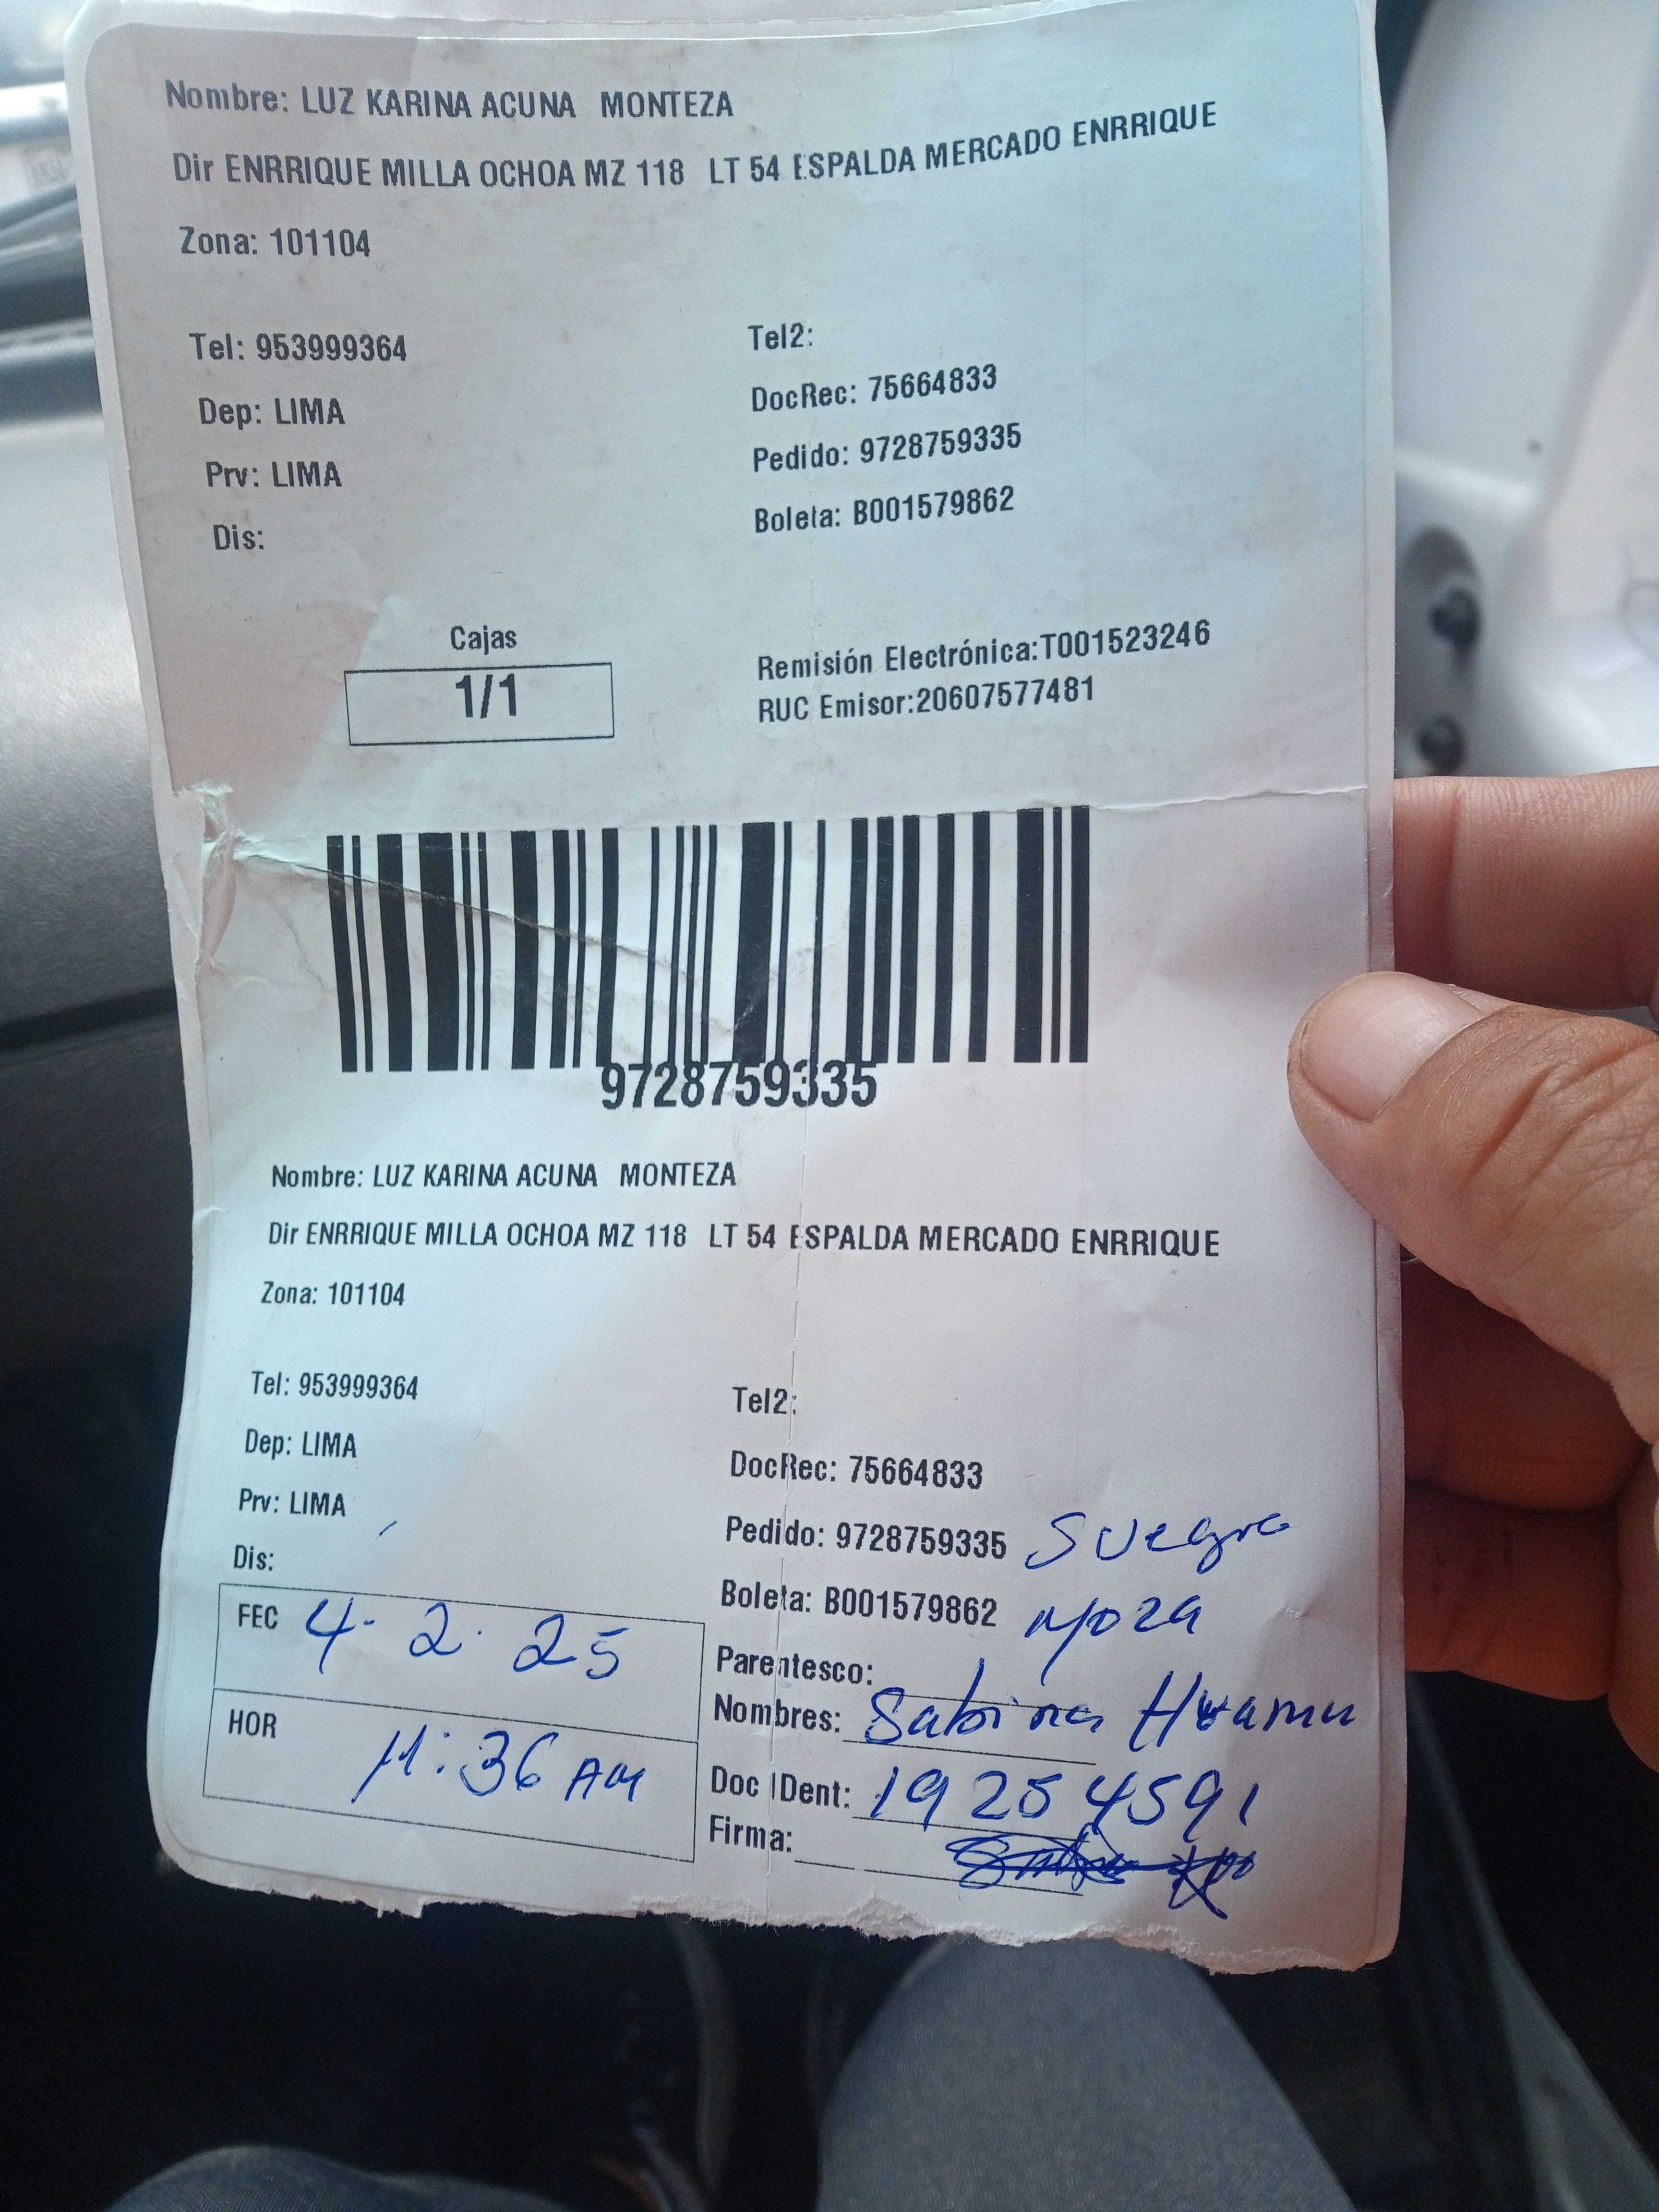 Nombre: LUZ KARINA ACUNA MONTEZA
Dir ENRRIQUE MILLA OCHOA MZ 118 LT 54 ESPALDA MERCADO ENRRIQUE
Zona: 101104
Tel: 953999364 Tel2:
Dep: LIMA DocRec: 75664833
Prv: LIMA Pedido: 9728759335
Dis: Boleta: B001579862
Cajas
1/1
Remisión Electrónica:T001523246
RUC Emisor:20607577481
9728759335
Nombre: LUZ KARINA ACUNA MONTEZA
Dir ENRRIQUE MILLA OCHOA MZ 118 LT 54 ESPALDA MERCADO ENRRIQUE
Zona: 101104
Tel: 953999364 Tel2:
Dep: LIMA DocRec: 75664833
Prv: LIMA Pedido: 9728759335 Suegra
Dis: Boleta: B001579862
FEC 4. 2. 25 Parentesco:
Nombres: Sabina
HOR 11:36 AM Doc IDent: 19254591
Firma: